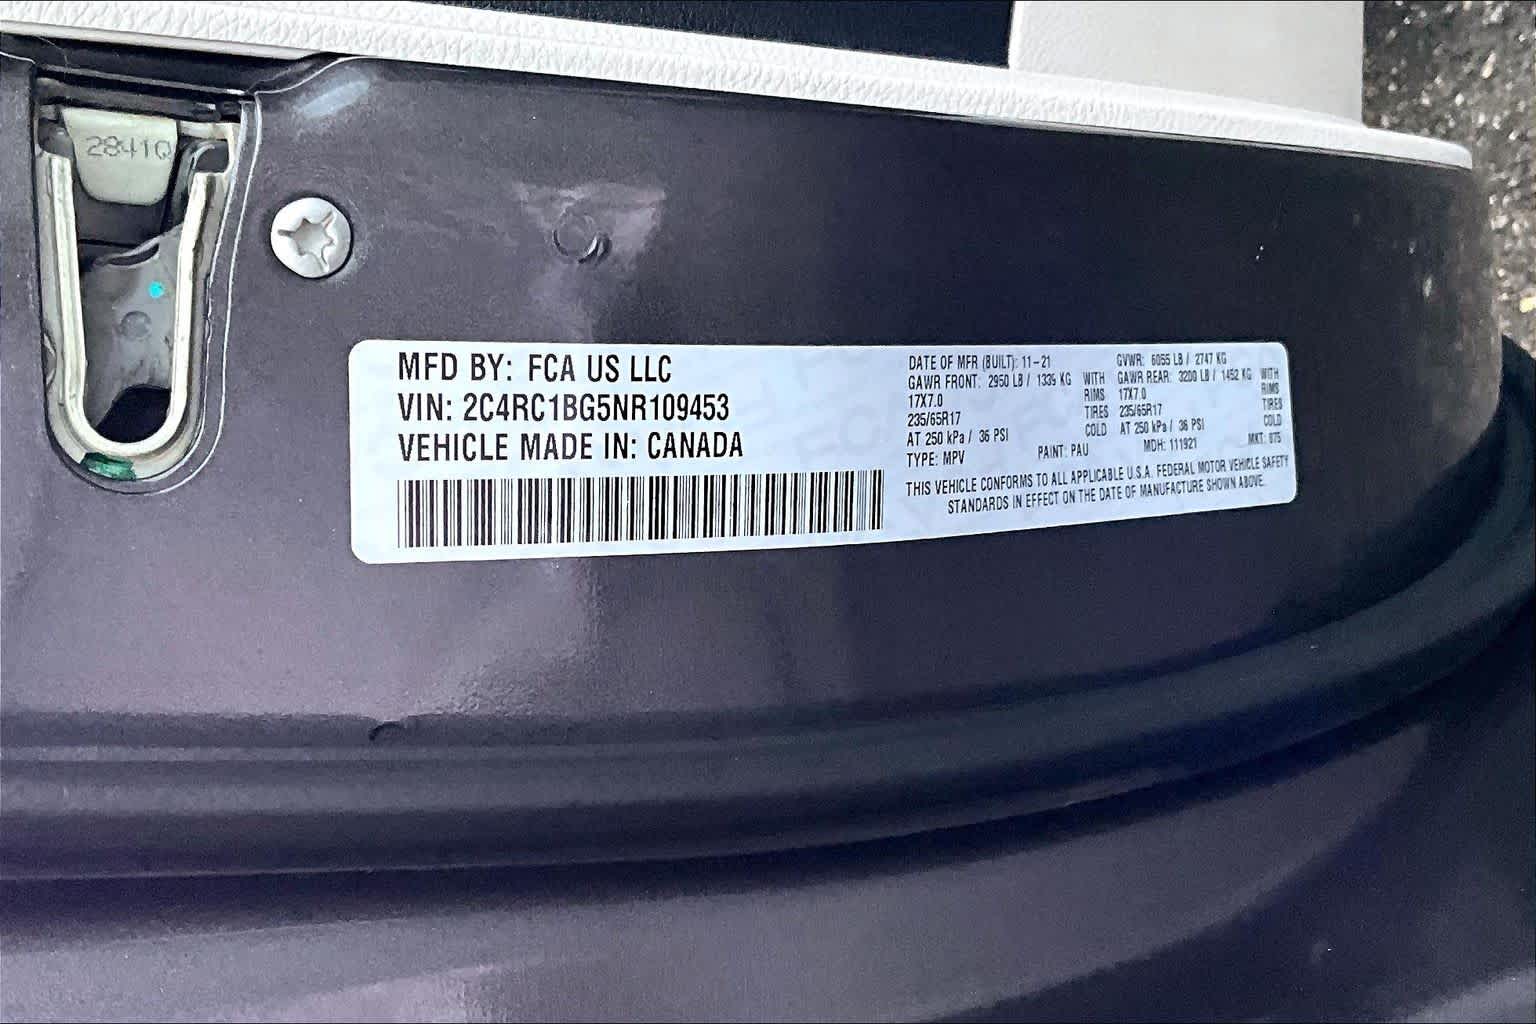 2841Q
MFD BY: FCA US LLC
VIN: 2C4RC1BG5NR109453
VEHICLE MADE IN: CANADA
DATE OF MFR (BUILT): 11-21 GVWR: 6055 LB / 2747 KG
GAWR FRONT: 2950 LB / 1335 KG WITH GAWR REAR: 3200 LB / 1452 KG WITH
17X7.0 RIMS 17X7.0 RIMS
235/65R17 TIRES 235/65R17 TIRES
AT 250 kPa / 36 PSI COLD AT 250 kPa / 36 PSI COLD
TYPE: MPV PAINT: PAU MDH: 111921 MKT: 075
THIS VEHICLE CONFORMS TO ALL APPLICABLE U.S.A. FEDERAL MOTOR VEHICLE SAFETY
STANDARDS IN EFFECT ON THE DATE OF MANUFACTURE SHOWN ABOVE.